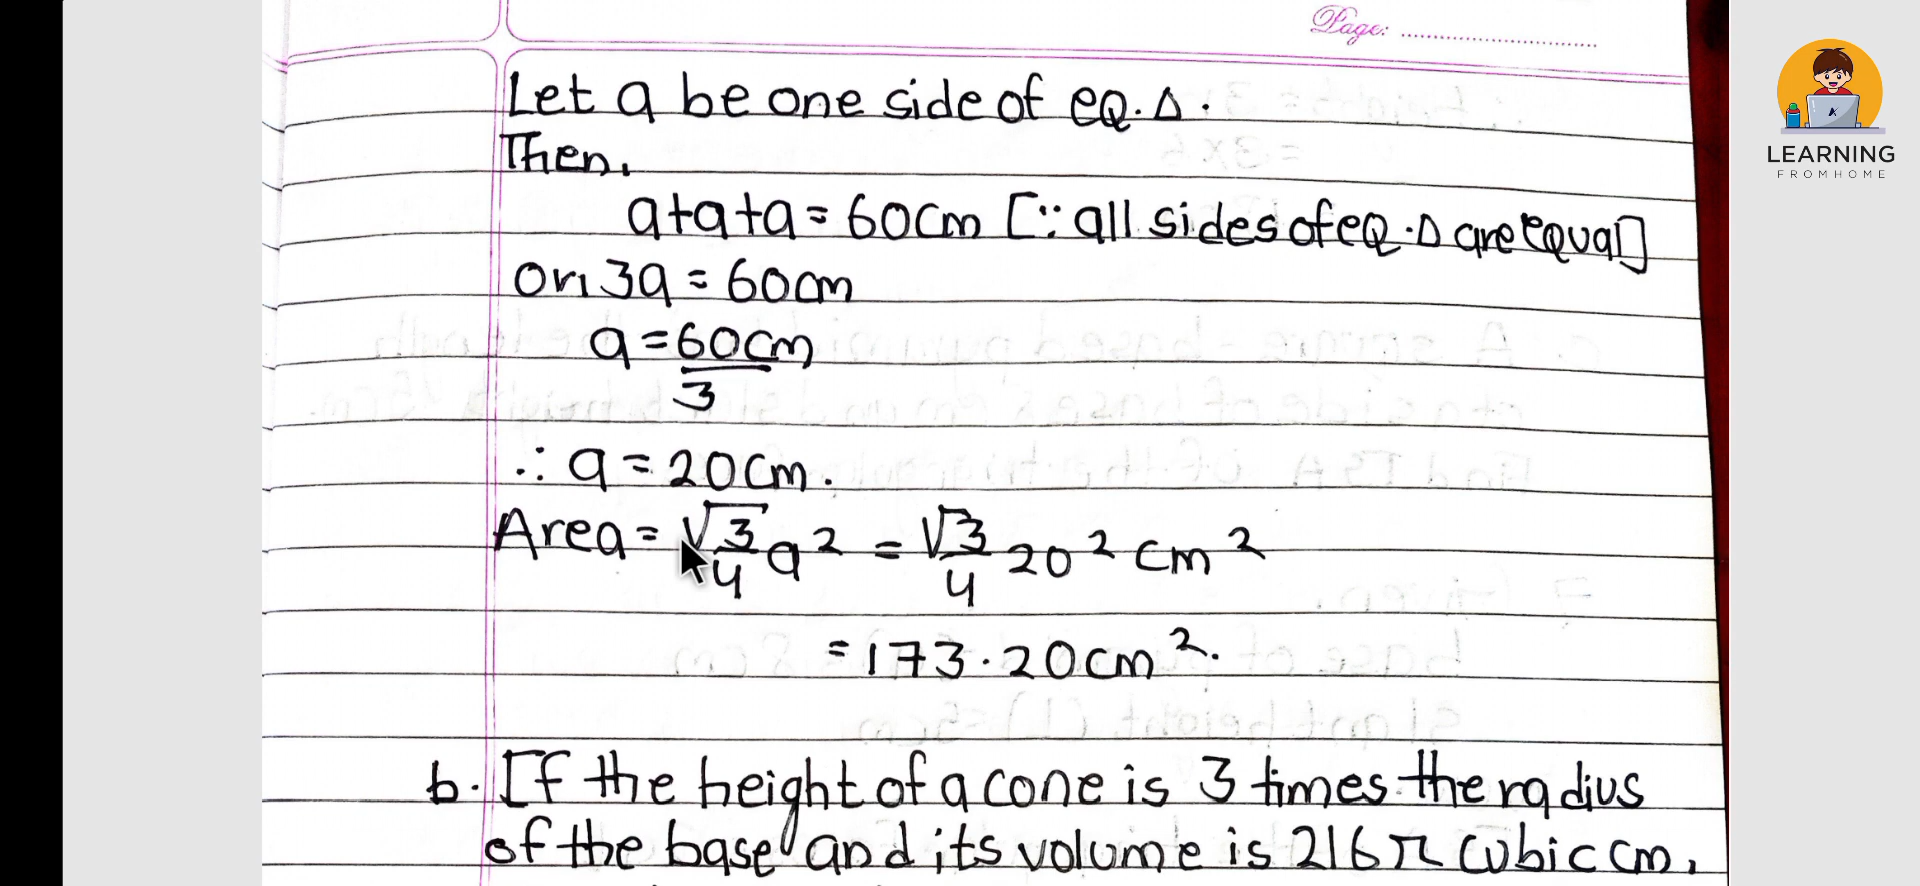 Page: ..............................
LEARNING
FROMHOME
Let a be one side of eq. Δ.
Then,
a+a+a = 60cm [∵ all sides of eq. Δ are equal]
or, 3a = 60cm
a = 60cm
3
∴ a = 20cm.
Area = √3/4 a² = √3/4 20² cm²
= 173.20cm².
b. If the height of a cone is 3 times the radius
of the base and its volume is 216π cubic cm,